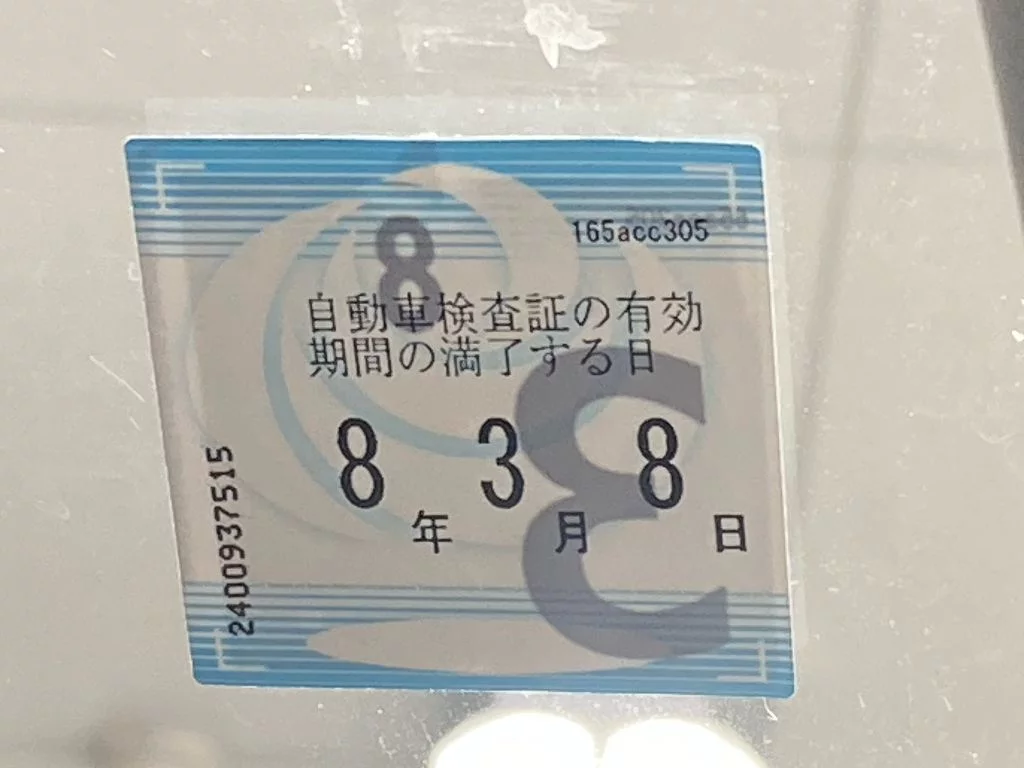 8
165acc305
自動車検査証の有効
期間の満了する日
8年 3月 8日
3
2400937515